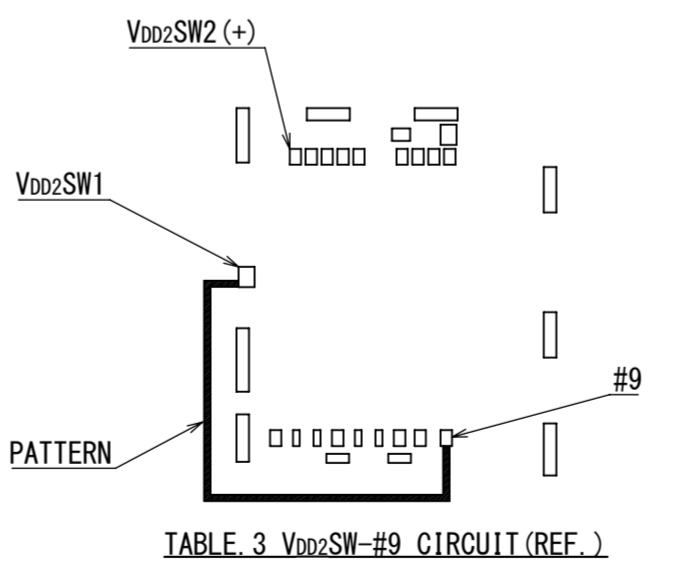 VDD2SW2(+)
VDD2SW1
#9
PATTERN
TABLE.3 VDD2SW-#9 CIRCUIT(REF.)